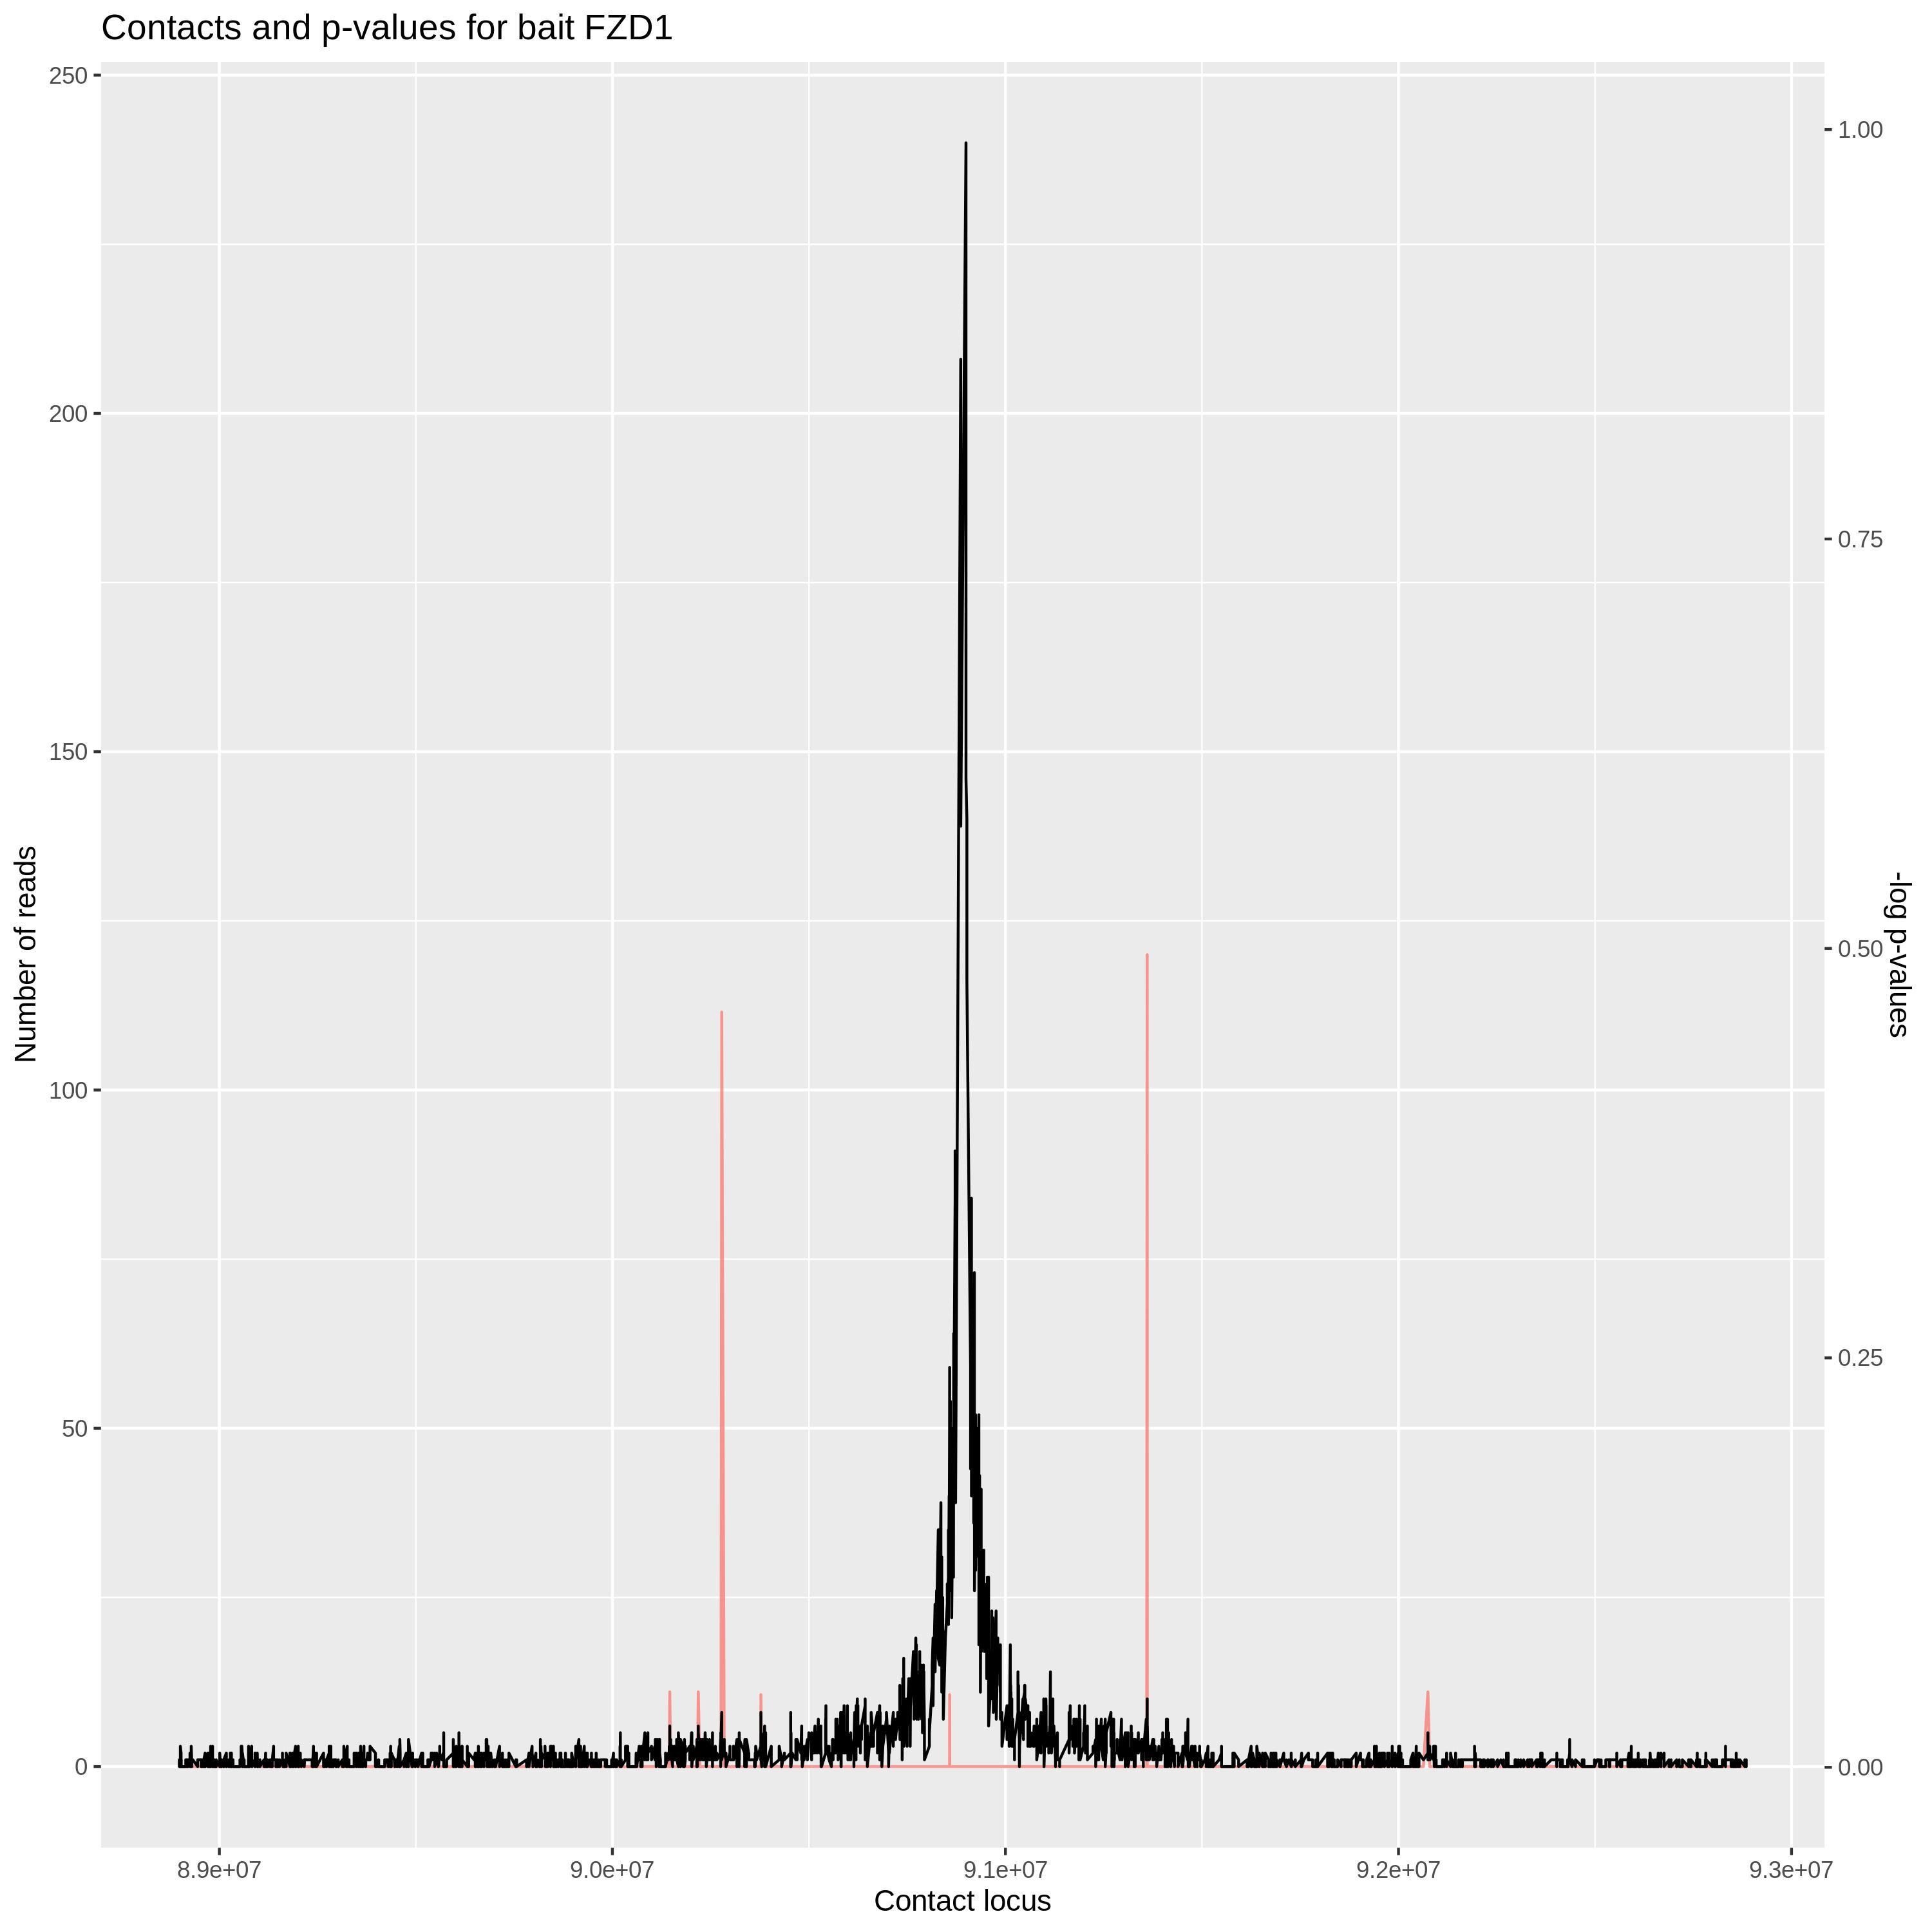 Contacts and p-values for bait FZD1
250
200
150
100
50
0
Number of reads
1.00
0.75
0.50
0.25
0.00
-log p-values
8.9e+07
9.0e+07
9.1e+07
9.2e+07
9.3e+07
Contact locus